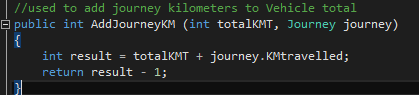 //used to add journey kilometers to Vehicle total
public int AddJourneyKM (int totalKMT, Journey journey)
{
int result = totalKMT + journey.KMtravelled;
return result - 1;
}